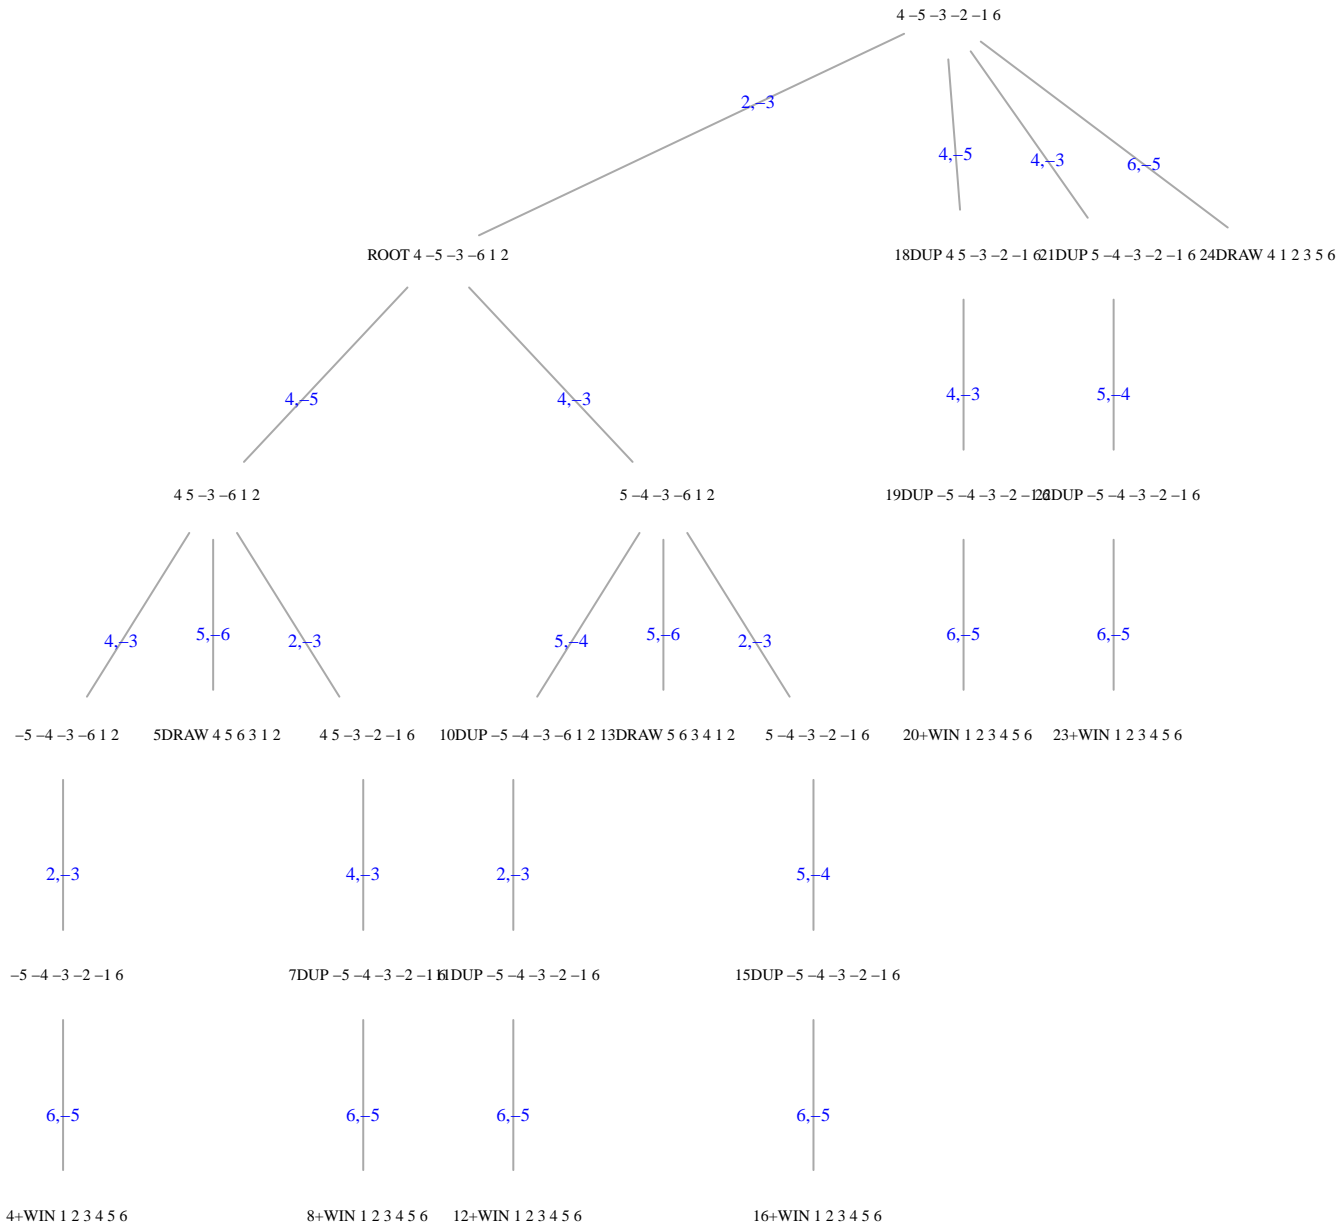 4 –5 –3 –2 –1 6
2,–3
4,–5
4,–3
6,–5
ROOT 4 –5 –3 –6 1 2
18DUP 4 5 –3 –2 –1 6
21DUP 5 –4 –3 –2 –1 6
24DRAW 4 1 2 3 5 6
4,–5
4,–3
4,–3
5,–4
4 5 –3 –6 1 2
5 –4 –3 –6 1 2
19DUP –5 –4 –3 –2 –1 6
22DUP –5 –4 –3 –2 –1 6
4,–3
5,–6
2,–3
5,–4
5,–6
2,–3
6,–5
6,–5
–5 –4 –3 –6 1 2
5DRAW 4 5 6 3 1 2
4 5 –3 –2 –1 6
10DUP –5 –4 –3 –6 1 2
13DRAW 5 6 3 4 1 2
5 –4 –3 –2 –1 6
20+WIN 1 2 3 4 5 6
23+WIN 1 2 3 4 5 6
2,–3
4,–3
2,–3
5,–4
–5 –4 –3 –2 –1 6
7DUP –5 –4 –3 –2 –1 6
11DUP –5 –4 –3 –2 –1 6
15DUP –5 –4 –3 –2 –1 6
6,–5
6,–5
6,–5
6,–5
4+WIN 1 2 3 4 5 6
8+WIN 1 2 3 4 5 6
12+WIN 1 2 3 4 5 6
16+WIN 1 2 3 4 5 6